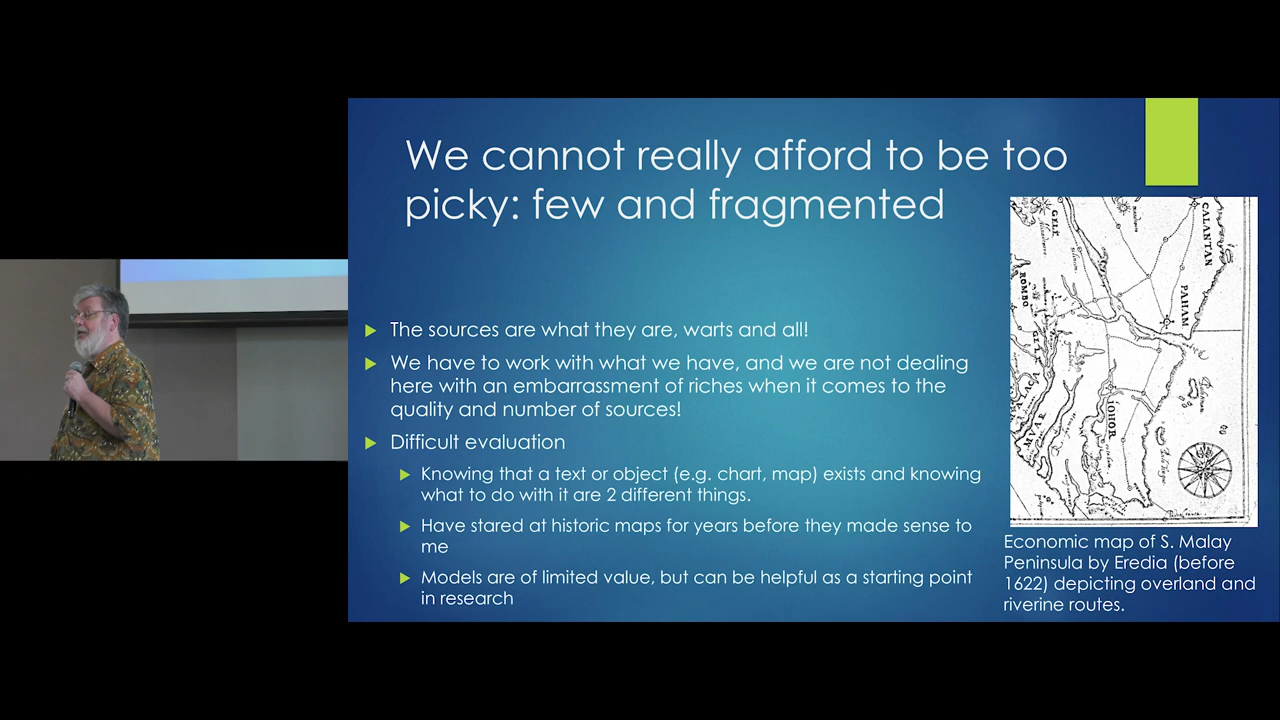 We cannot really afford to be too
picky: few and fragmented
The sources are what they are, warts and all!
We have to work with what we have, and we are not dealing
here with an embarrassment of riches when it comes to the
quality and number of sources!
Difficult evaluation
Knowing that a text or object (e.g. chart, map) exists and knowing
what to do with it are 2 different things.
Have stared at historic maps for years before they made sense to
me
Models are of limited value, but can be helpful as a starting point
in research
CALANTAN
PAHAM
IOHOR
MUAR
ROMBO
Economic map of S. Malay
Peninsula by Eredia (before
1622) depicting overland and
riverine routes.